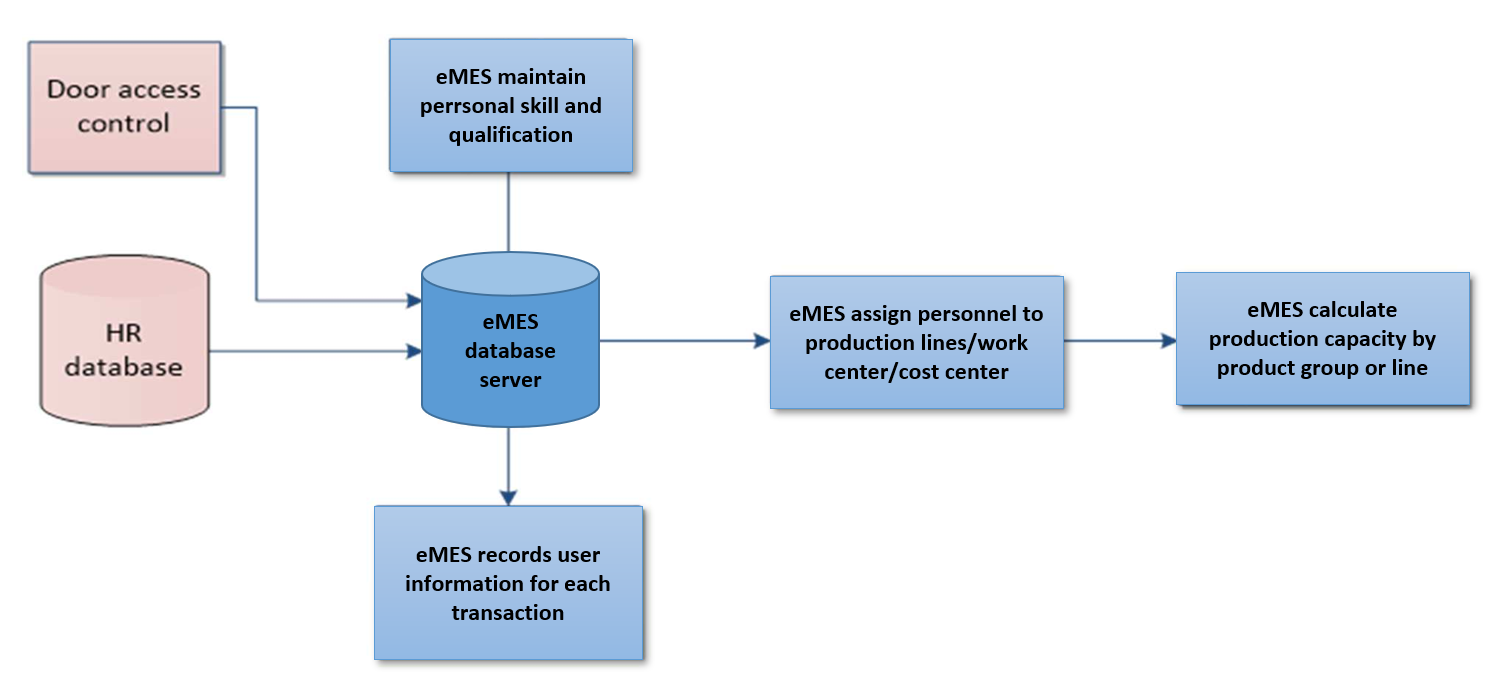 Door access
control
eMES maintain
perrsonal skill and
qualification
HR
database
eMES
database
server
eMES assign personnel to
production lines/work
center/cost center
eMES calculate
production capacity by
product group or line
eMES records user
information for each
transaction